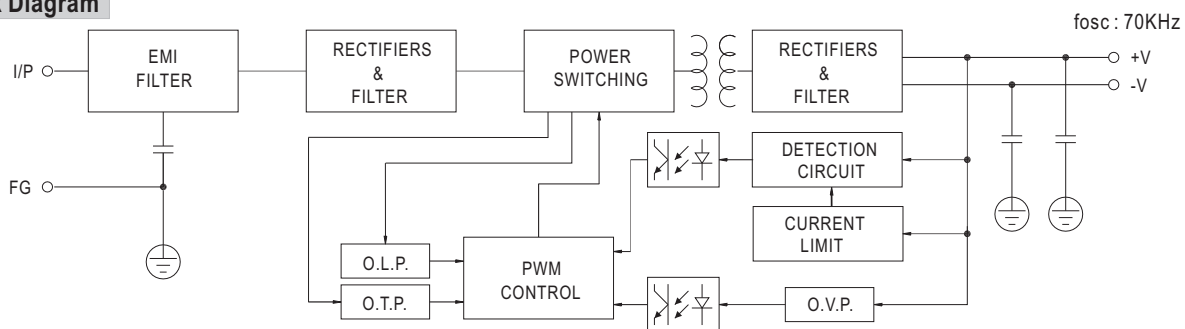 Diagram
fosc : 70KHz
I/P
EMI
FILTER
RECTIFIERS
&
FILTER
POWER
SWITCHING
RECTIFIERS
&
FILTER
+V
-V
DETECTION
CIRCUIT
FG
CURRENT
LIMIT
O.L.P.
PWM
CONTROL
O.T.P.
O.V.P.